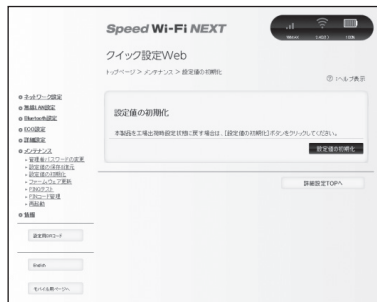 Speed Wi-Fi NEXT
クイック設定Web
トップページ > メンテナンス > 設定値の初期化
ヘルプ表示
ネットワーク設定
無線LAN設定
Bluetooth設定
ECO設定
詳細設定
メンテナンス
管理者パスワードの変更
設定値の保存&復元
設定値の初期化
ファームウェア更新
PINGテスト
PINコード管理
再起動
情報
English
設定値の初期化
本製品を工場出荷時設定状態に戻す場合は、[設定値の初期化]ボタンをクリックしてください。
設定値の初期化
詳細設定TOPへ